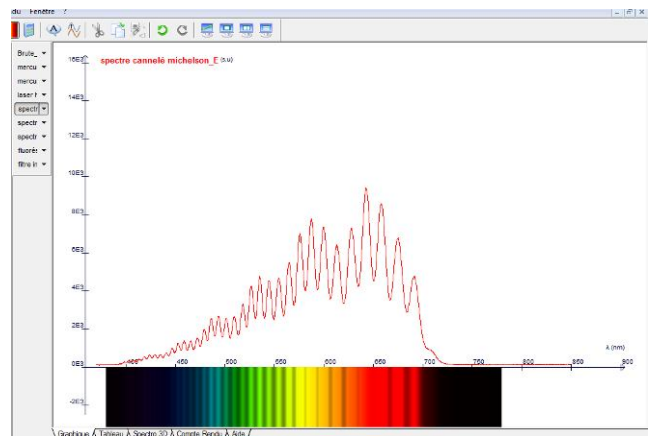 du Fenêtre ?
Brute_
mercu
mercu
laser r
spectr
spectr
spectr
fluoré:
filtre in
spectre cannelé michelson_E (s.u)
16E3
14E3
12E3
10E3
8E3
6E3
4E3
2E3
0E3
-2E3
400 450 500 550 600 650 700 750 800 850 900
λ (nm)
Graphique Tableau Spectro 3D Compte Rendu Aide